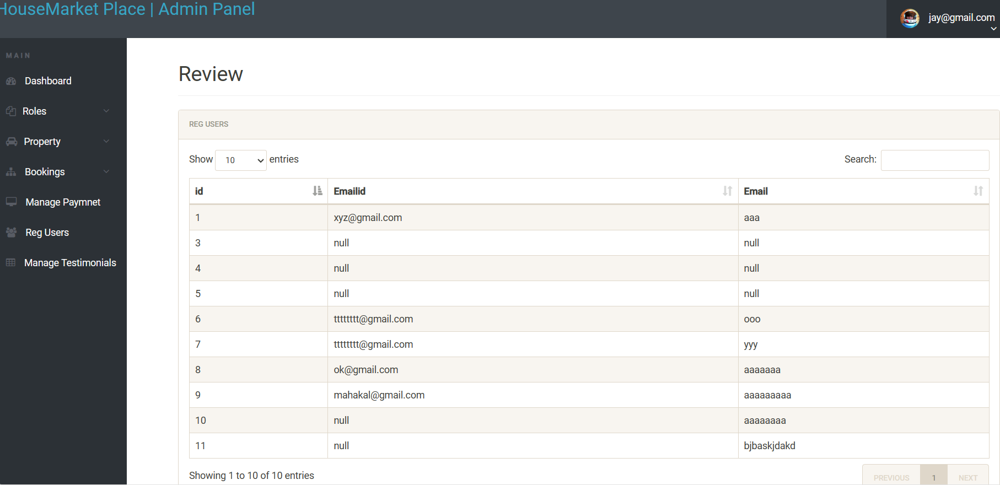 HouseMarket Place | Admin Panel
jay@gmail.com
MAIN
Dashboard
Roles
Property
Bookings
Manage Paymnet
Reg Users
Manage Testimonials
Review
REG USERS
Show 10 entries
Search:
id Emailid Email
1 xyz@gmail.com aaa
3 null null
4 null null
5 null null
6 tttttttt@gmail.com ooo
7 tttttttt@gmail.com yyy
8 ok@gmail.com aaaaaaa
9 mahakal@gmail.com aaaaaaaaa
10 null aaaaaaaa
11 null bjbaskjdakd
Showing 1 to 10 of 10 entries
PREVIOUS 1 NEXT